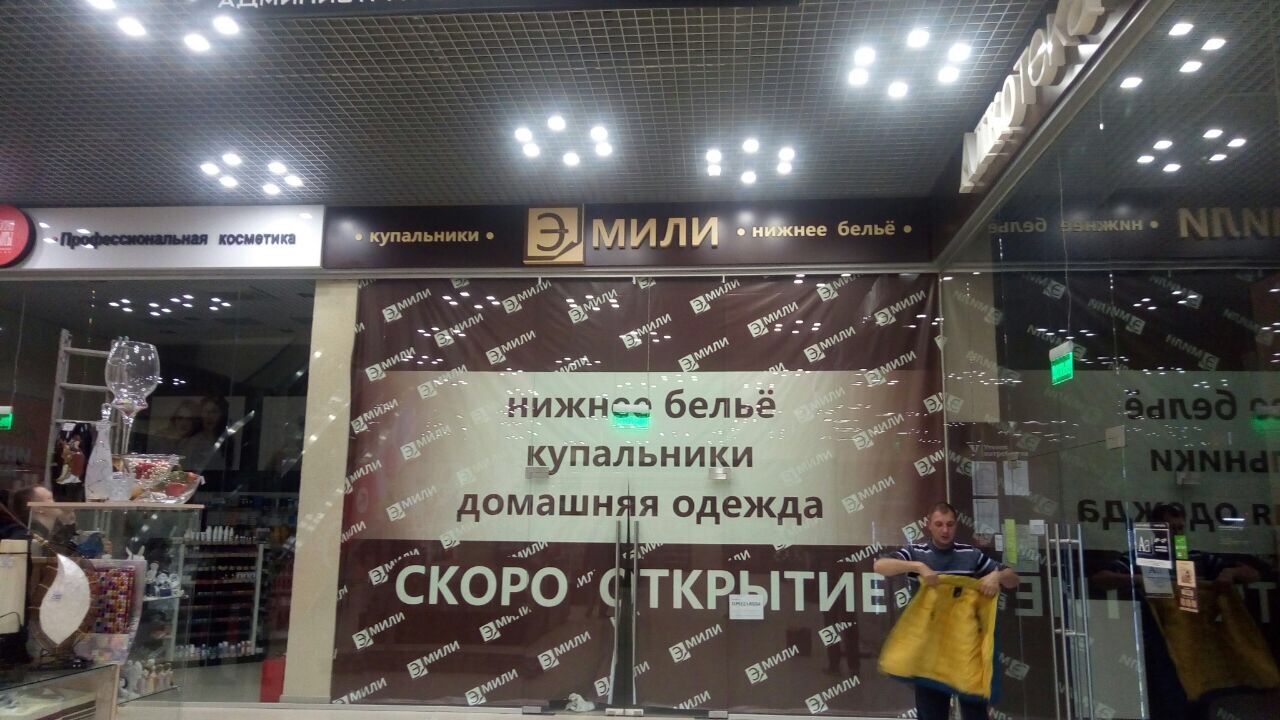 Профессиональная косметика
• купальники •
Э МИЛИ
• нижнее бельё •
нижнее бельё
купальники
домашняя одежда
СКОРО ОТКРЫТИЕ